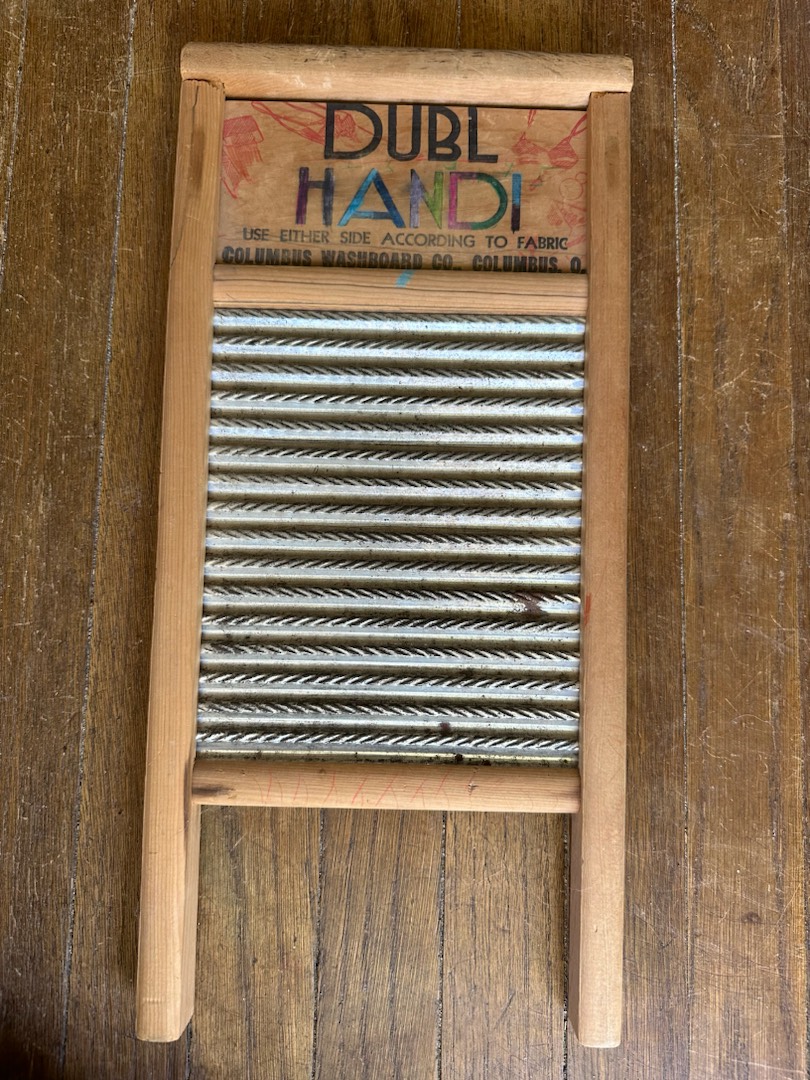 DUBL
HANDI
USE EITHER SIDE ACCORDING TO FABRIC
COLUMBUS WASHBOARD CO., COLUMBUS, O.